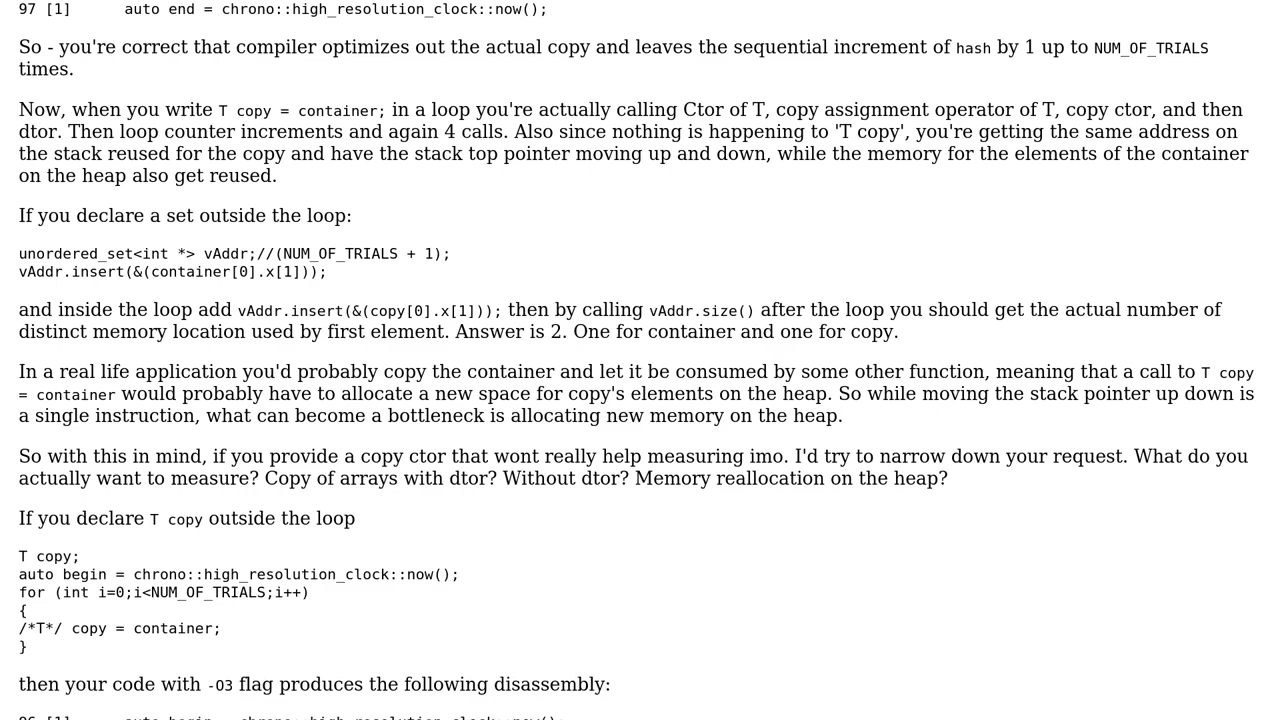 97 [1]      auto end = chrono::high_resolution_clock::now();
So - you're correct that compiler optimizes out the actual copy and leaves the sequential increment of hash by 1 up to NUM_OF_TRIALS
times.
Now, when you write T copy = container; in a loop you're actually calling Ctor of T, copy assignment operator of T, copy ctor, and then
dtor. Then loop counter increments and again 4 calls. Also since nothing is happening to 'T copy', you're getting the same address on
the stack reused for the copy and have the stack top pointer moving up and down, while the memory for the elements of the container
on the heap also get reused.
If you declare a set outside the loop:
unordered_set<int *> vAddr;//(NUM_OF_TRIALS + 1);
vAddr.insert(&(container[0].x[1]));
and inside the loop add vAddr.insert(&(copy[0].x[1])); then by calling vAddr.size() after the loop you should get the actual number of
distinct memory location used by first element. Answer is 2. One for container and one for copy.
In a real life application you'd probably copy the container and let it be consumed by some other function, meaning that a call to T copy
= container would probably have to allocate a new space for copy's elements on the heap. So while moving the stack pointer up down is
a single instruction, what can become a bottleneck is allocating new memory on the heap.
So with this in mind, if you provide a copy ctor that wont really help measuring imo. I'd try to narrow down your request. What do you
actually want to measure? Copy of arrays with dtor? Without dtor? Memory reallocation on the heap?
If you declare T copy outside the loop
T copy;
auto begin = chrono::high_resolution_clock::now();
for (int i=0;i<NUM_OF_TRIALS;i++)
{
/*T*/ copy = container;
}
then your code with -O3 flag produces the following disassembly:
96 [1]      auto begin = chrono::high_resolution_clock::now();